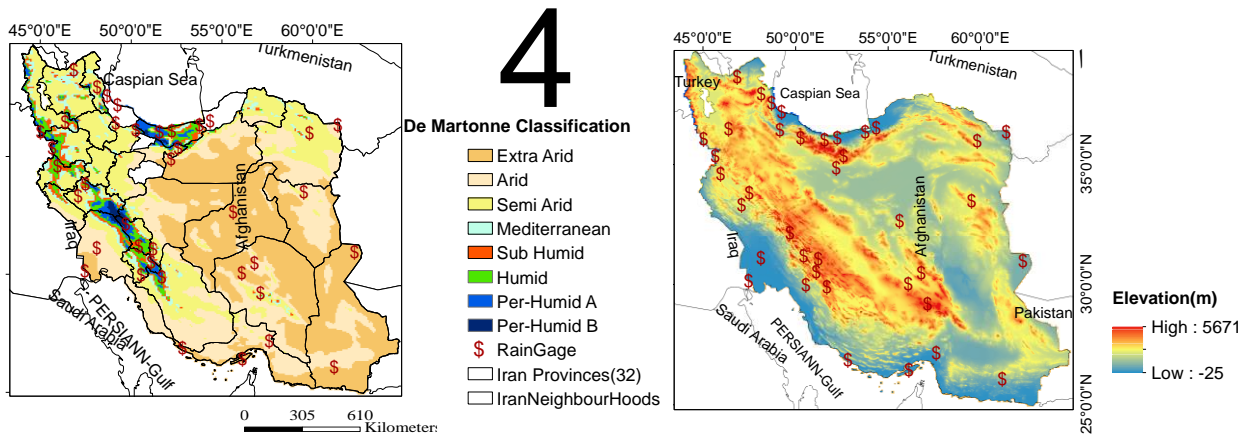 45°0'0"E 50°0'0"E 55°0'0"E 60°0'0"E
Turkmenistan
Caspian Sea
Afghanistan
Iraq
Saudi Arabia
PERSIANN-Gulf
0 305 610
Kilometers
4
De Martonne Classification
Extra Arid
Arid
Semi Arid
Mediterranean
Sub Humid
Humid
Per-Humid A
Per-Humid B
$ RainGage
Iran Provinces(32)
IranNeighbourHoods
45°0'0"E 50°0'0"E 55°0'0"E 60°0'0"E
Turkey
Caspian Sea
Turkmenistan
Afghanistan
Iraq
Saudi Arabia
PERSIANN-Gulf
Pakistan
35°0'0"N
30°0'0"N
25°0'0"N
Elevation(m)
High : 5671
Low : -25